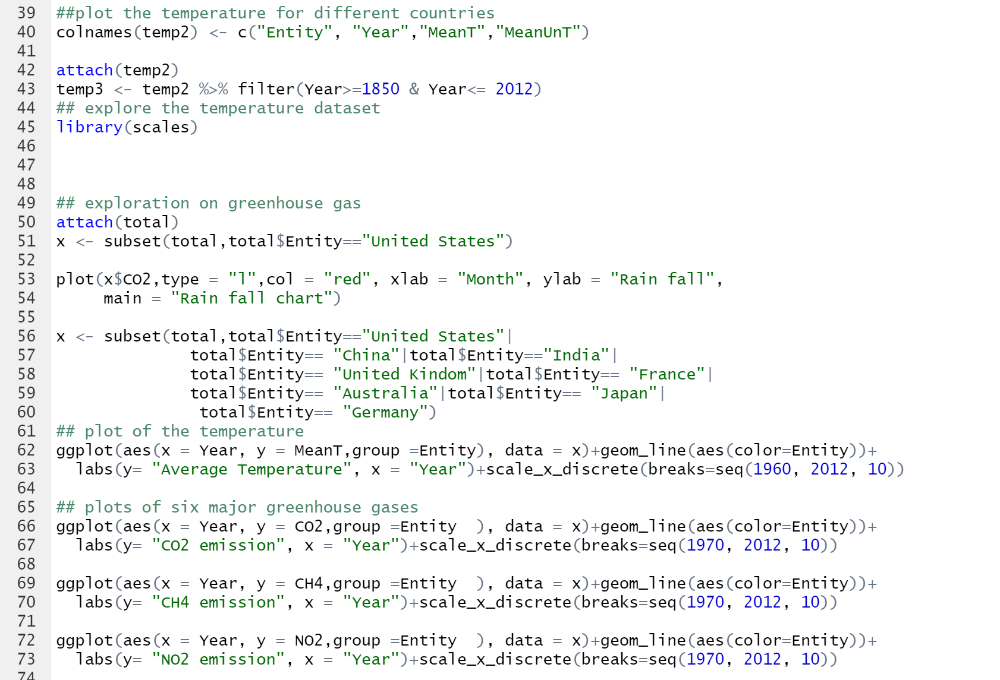 39 ##plot the temperature for different countries
40 colnames(temp2) <- c("Entity", "Year","MeanT","MeanUnT")
41
42 attach(temp2)
43 temp3 <- temp2 %>% filter(Year>=1850 & Year<= 2012)
44 ## explore the temperature dataset
45 library(scales)
46
47
48
49 ## exploration on greenhouse gas
50 attach(total)
51 x <- subset(total,total$Entity=="United States")
52
53 plot(x$CO2,type = "l",col = "red", xlab = "Month", ylab = "Rain fall",
54      main = "Rain fall chart")
55
56 x <- subset(total,total$Entity=="United States"|
57               total$Entity== "China"|total$Entity=="India"|
58               total$Entity== "United Kindom"|total$Entity== "France"|
59               total$Entity== "Australia"|total$Entity== "Japan"|
60                total$Entity== "Germany")
61 ## plot of the temperature
62 ggplot(aes(x = Year, y = MeanT,group =Entity), data = x)+geom_line(aes(color=Entity))+
63   labs(y= "Average Temperature", x = "Year")+scale_x_discrete(breaks=seq(1960, 2012, 10))
64
65 ## plots of six major greenhouse gases
66 ggplot(aes(x = Year, y = CO2,group =Entity  ), data = x)+geom_line(aes(color=Entity))+
67   labs(y= "CO2 emission", x = "Year")+scale_x_discrete(breaks=seq(1970, 2012, 10))
68
69 ggplot(aes(x = Year, y = CH4,group =Entity  ), data = x)+geom_line(aes(color=Entity))+
70   labs(y= "CH4 emission", x = "Year")+scale_x_discrete(breaks=seq(1970, 2012, 10))
71
72 ggplot(aes(x = Year, y = NO2,group =Entity  ), data = x)+geom_line(aes(color=Entity))+
73   labs(y= "NO2 emission", x = "Year")+scale_x_discrete(breaks=seq(1970, 2012, 10))
74